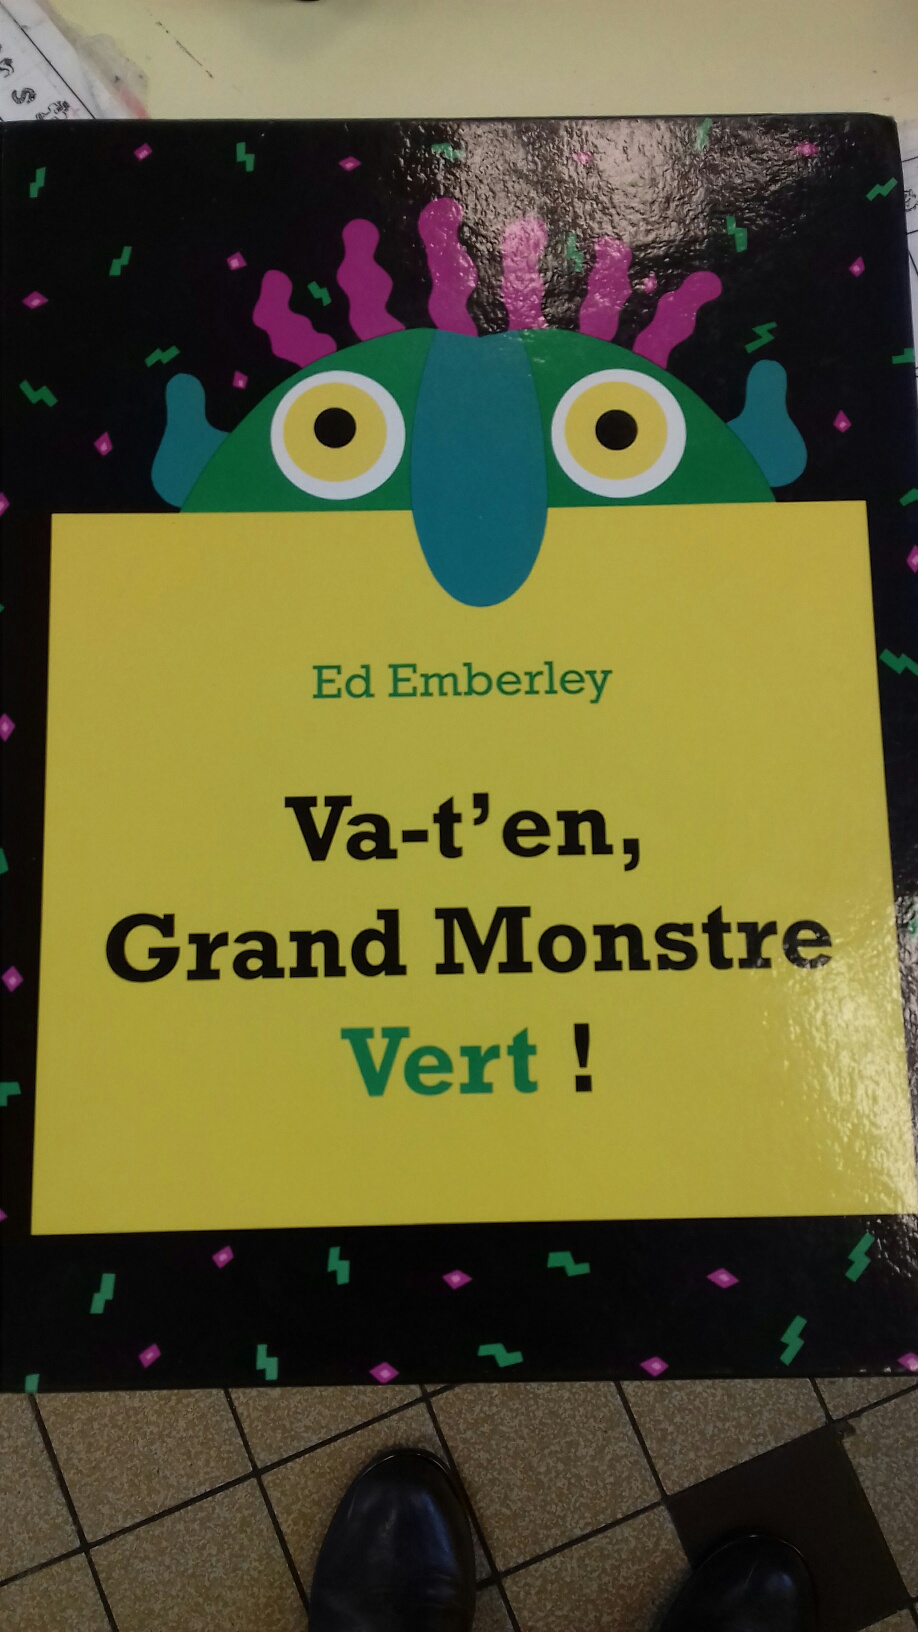 Ed Emberley
Va-t’en,
Grand Monstre
Vert !